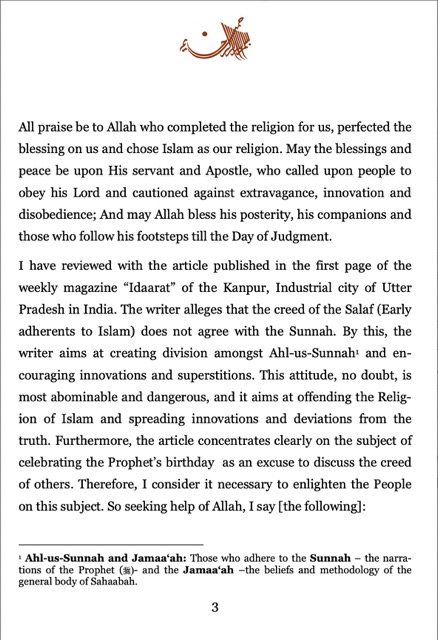 All praise be to Allah who completed the religion for us, perfected the
blessing on us and chose Islam as our religion. May the blessings and
peace be upon His servant and Apostle, who called upon people to
obey his Lord and cautioned against extravagance, innovation and
disobedience; And may Allah bless his posterity, his companions and
those who follow his footsteps till the Day of Judgment.
I have reviewed with the article published in the first page of the
weekly magazine “Idaarat” of the Kanpur, Industrial city of Utter
Pradesh in India. The writer alleges that the creed of the Salaf (Early
adherents to Islam) does not agree with the Sunnah. By this, the
writer aims at creating division amongst Ahl-us-Sunnah¹ and en-
couraging innovations and superstitions. This attitude, no doubt, is
most abominable and dangerous, and it aims at offending the Relig-
ion of Islam and spreading innovations and deviations from the
truth. Furthermore, the article concentrates clearly on the subject of
celebrating the Prophet’s birthday as an excuse to discuss the creed
of others. Therefore, I consider it necessary to enlighten the People
on this subject. So seeking help of Allah, I say [the following]:
¹ Ahl-us-Sunnah and Jamaa‘ah: Those who adhere to the Sunnah – the narra-
tions of the Prophet (ﷺ)- and the Jamaa‘ah –the beliefs and methodology of the
general body of Sahaabah.
3